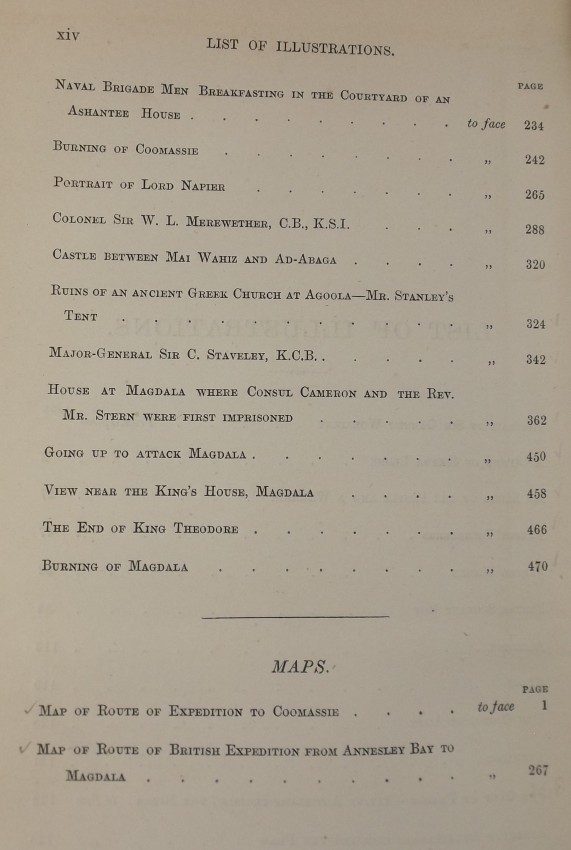 xiv
LIST OF ILLUSTRATIONS.
PAGE
NAVAL BRIGADE MEN BREAKFASTING IN THE COURTYARD OF AN
ASHANTEE HOUSE . . . . . . . . . to face 234
BURNING OF COOMASSIE . . . . . . . „ 242
PORTRAIT OF LORD NAPIER . . . . . . „ 265
COLONEL SIR W. L. MEREWETHER, C.B., K.S.I. . . . „ 288
CASTLE BETWEEN MAI WAHIZ AND AD-ABAGA . . . . „ 320
RUINS OF AN ANCIENT GREEK CHURCH AT AGOOLA—MR. STANLEY'S
TENT . . . . . . . . . . „ 324
MAJOR-GENERAL SIR C. STAVELEY, K.C.B. . . . . . „ 342
HOUSE AT MAGDALA WHERE CONSUL CAMERON AND THE REV.
MR. STERN WERE FIRST IMPRISONED . . . . . „ 362
GOING UP TO ATTACK MAGDALA . . . . . . . „ 450
VIEW NEAR THE KING'S HOUSE, MAGDALA . . . . „ 458
THE END OF KING THEODORE . . . . . . . „ 466
BURNING OF MAGDALA . . . . . . . . „ 470
MAPS.
PAGE
MAP OF ROUTE OF EXPEDITION TO COOMASSIE . . . . to face 1
MAP OF ROUTE OF BRITISH EXPEDITION FROM ANNESLEY BAY TO
MAGDALA . . . . . . . . . . „ 267